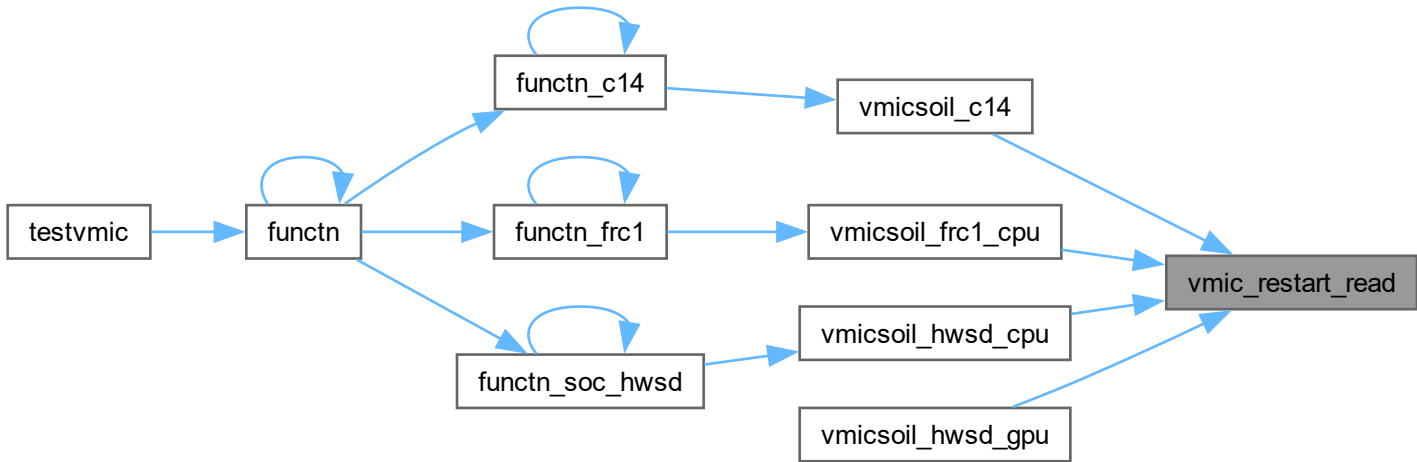 functn_c14
vmicsoil_c14
testvmic
functn
functn_frc1
vmicsoil_frc1_cpu
vmic_restart_read
vmicsoil_hwsd_cpu
functn_soc_hwsd
vmicsoil_hwsd_gpu